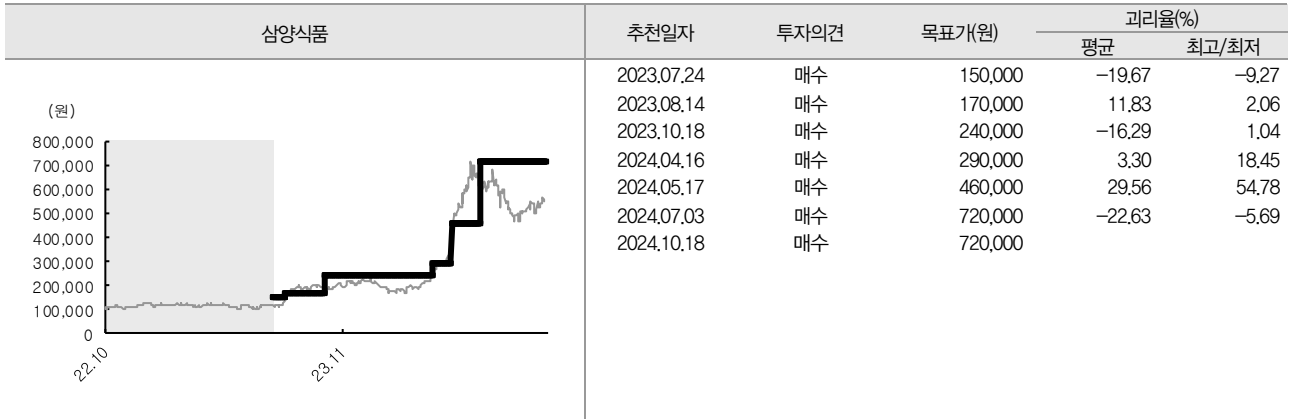 삼양식품
추천일자 투자의견 목표가(원) 괴리율(%)
평균 최고/최저
(원)
800,000
700,000
600,000
500,000
400,000
300,000
200,000
100,000
0
22.10 23.11
2023.07.24 매수 150,000 −19.67 −9.27
2023.08.14 매수 170,000 11.83 2.06
2023.10.18 매수 240,000 −16.29 1.04
2024.04.16 매수 290,000 3.30 18.45
2024.05.17 매수 460,000 29.56 54.78
2024.07.03 매수 720,000 −22.63 −5.69
2024.10.18 매수 720,000